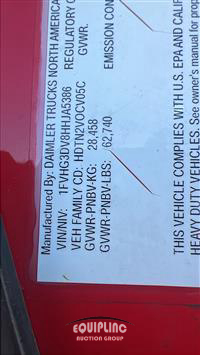 DAIMLER TRUCKS NORTH AMERICA
REGULATORY C
GVWR.
EMISSION CON
Manufactured By:
VIN/NIV: 1FVHG3DV8HHJA5386
VEH FAMILY CD: HDTN2VOCV05C
GVWR-PNBV-KG: 28,458
GVWR-PNBV-LBS: 62,740
THIS VEHICLE COMPLIES WITH U.S. EPA AND CALIF
HEAVY DUTY VEHICLES. See owner's manual
EQUIPLINC
AUCTION GROUP